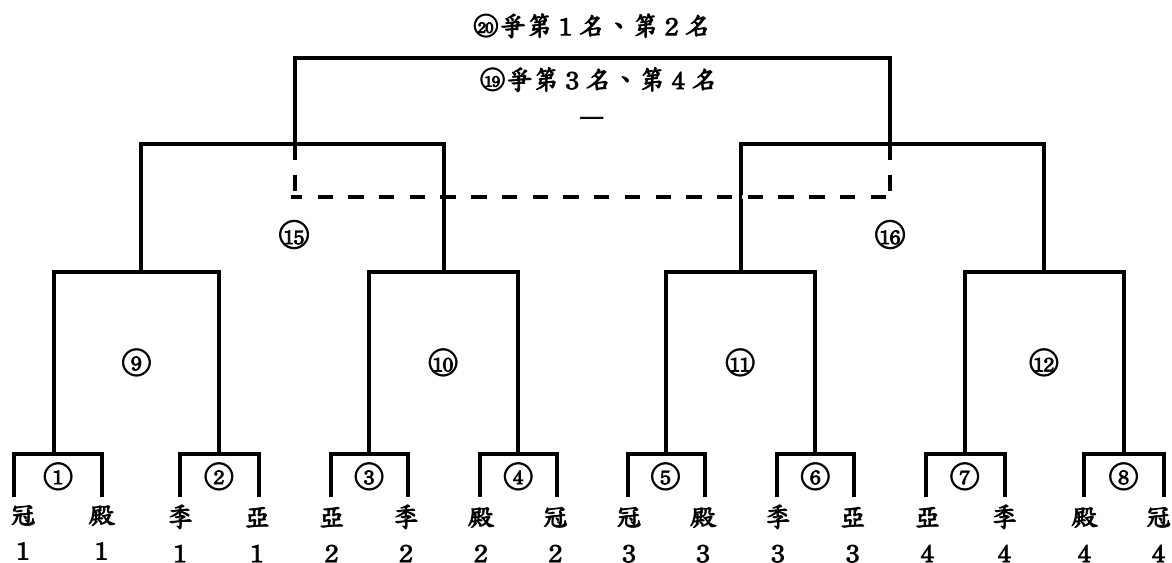 ⑳爭第1名、第2名
⑲爭第3名、第4名
—
⑮ ⑯
⑨ ⑩ ⑪ ⑫
① ② ③ ④ ⑤ ⑥ ⑦ ⑧
冠 殿 季 亞 亞 季 殿 冠 冠 殿 季 亞 亞 季 殿 冠
1 1 1 1 2 2 2 2 3 3 3 3 4 4 4 4